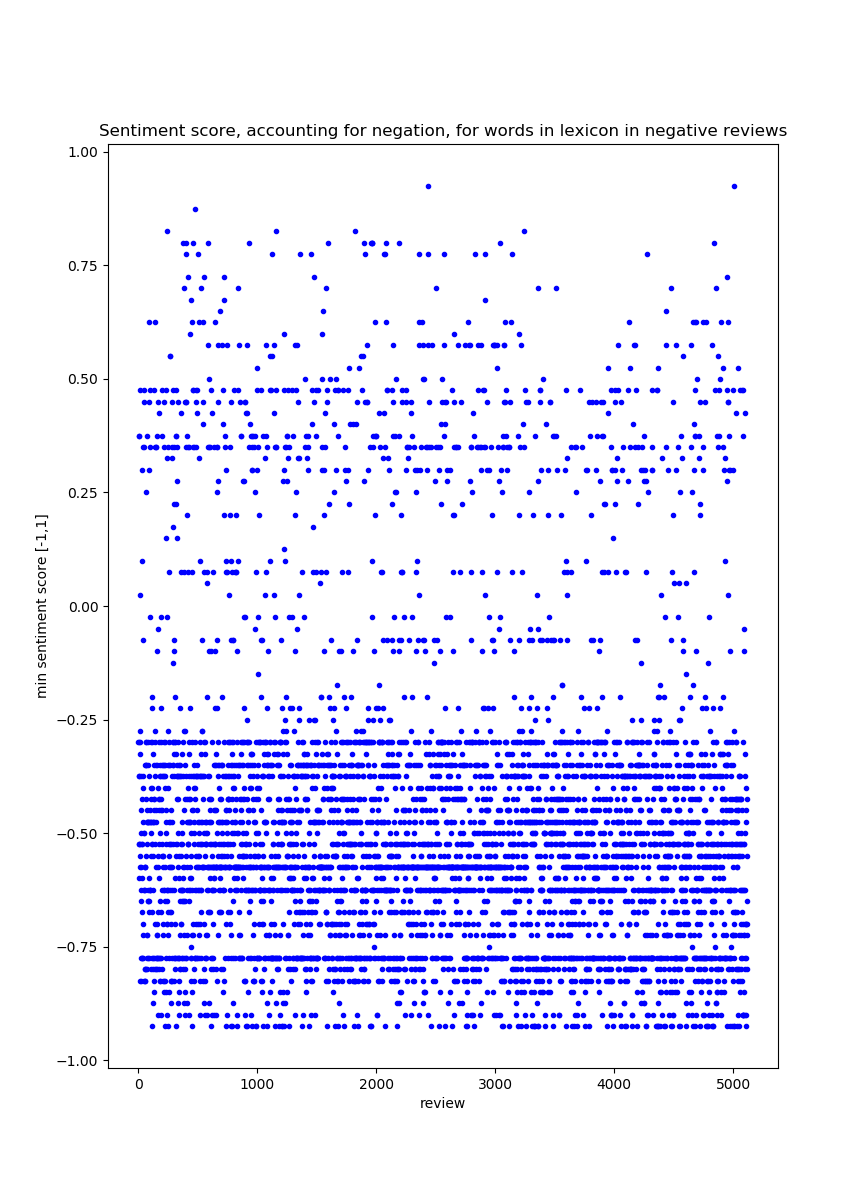 Sentiment score, accounting for negation, for words in lexicon in negative reviews
1.00
0.75
0.50
0.25
0.00
−0.25
−0.50
−0.75
−1.00
min sentiment score [-1,1]
0 1000 2000 3000 4000 5000
review